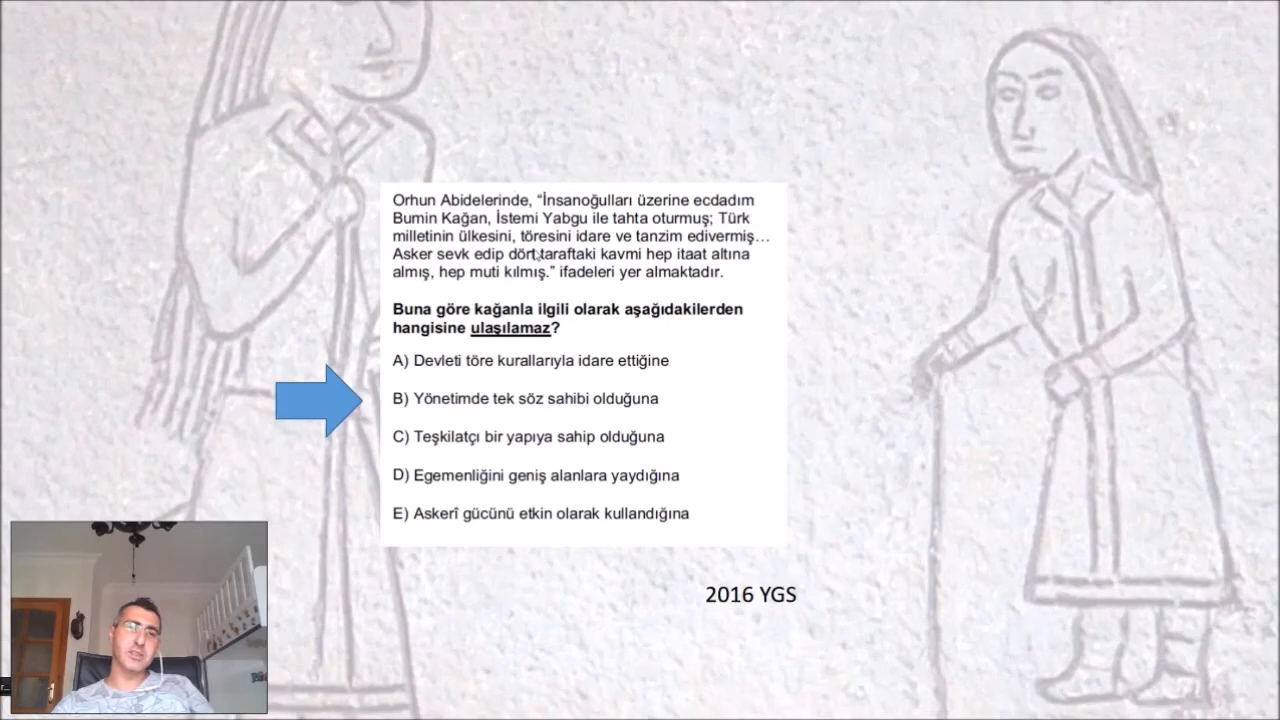 Orhun Abidelerinde, “İnsanoğulları üzerine ecdadım
Bumin Kağan, İstemi Yabgu ile tahta oturmuş; Türk
milletinin ülkesini, töresini idare ve tanzim edivermiş…
Asker sevk edip dört taraftaki kavmi hep itaat altına
almış, hep muti kılmış.” ifadeleri yer almaktadır.
Buna göre kağanla ilgili olarak aşağıdakilerden
hangisine ulaşılamaz?
A) Devleti töre kurallarıyla idare ettiğine
B) Yönetimde tek söz sahibi olduğuna
C) Teşkilatçı bir yapıya sahip olduğuna
D) Egemenliğini geniş alanlara yaydığına
E) Askerî gücünü etkin olarak kullandığına
2016 YGS